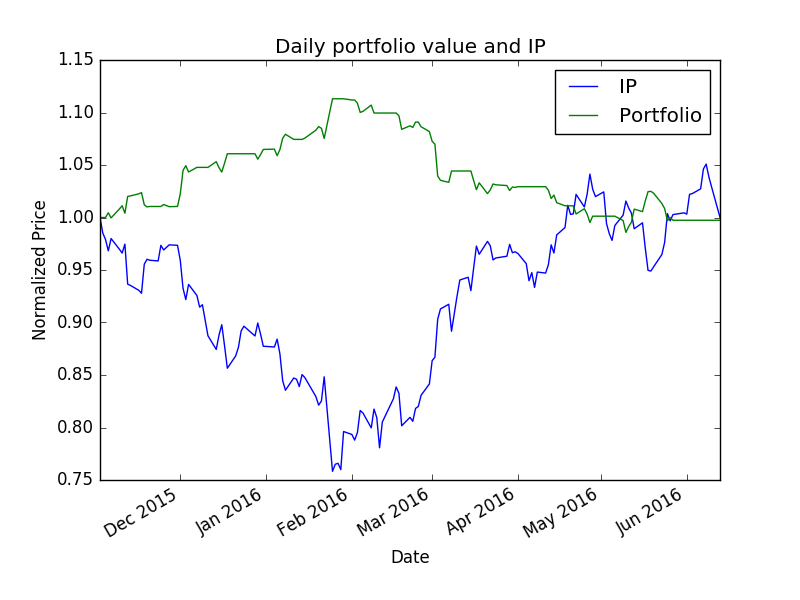 Daily portfolio value and IP
IP
Portfolio
1.15
1.10
1.05
1.00
0.95
0.90
0.85
0.80
0.75
Normalized Price
Dec 2015
Jan 2016
Feb 2016
Mar 2016
Apr 2016
May 2016
Jun 2016
Date